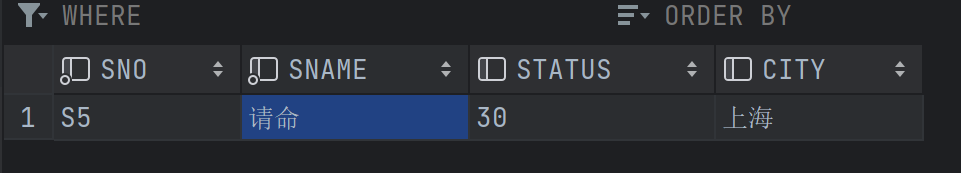 WHERE ORDER BY
SNO SNAME STATUS CITY
1 S5 请命 30 上海